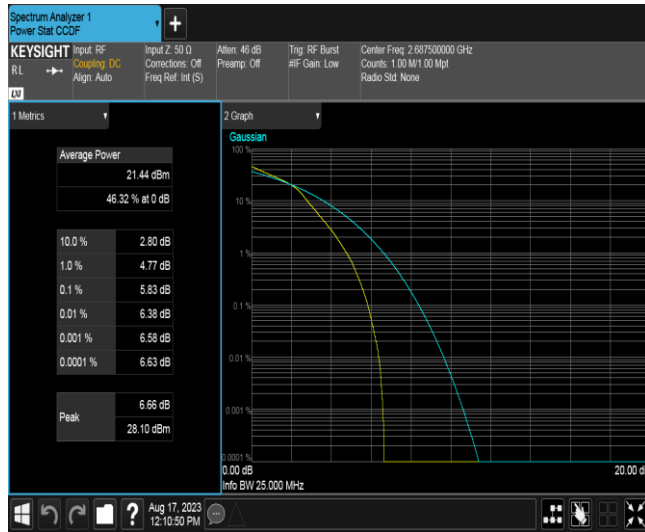 Spectrum Analyzer 1
Power Stat CCDF
KEYSIGHT
RL
Input: RF
Coupling: DC
Align: Auto
Input Z: 50 Ω
Corrections: Off
Freq Ref: Int (S)
Atten: 46 dB
Preamp: Off
Trig: RF Burst
#IF Gain: Low
Center Freq: 2.687500000 GHz
Counts: 1.00 M/1.00 Mpt
Radio Std: None
1 Metrics
Average Power
21.44 dBm
46.32 % at 0 dB
10.0 % 2.80 dB
1.0 % 4.77 dB
0.1 % 5.83 dB
0.01 % 6.38 dB
0.001 % 6.58 dB
0.0001 % 6.63 dB
Peak
6.66 dB
28.10 dBm
2 Graph
Gaussian
100 %
10 %
1 %
0.1 %
0.01 %
0.001 %
0.0001 %
0.00 dB
20.00 d
Info BW 25.000 MHz
?
Aug 17, 2023
12:10:50 PM